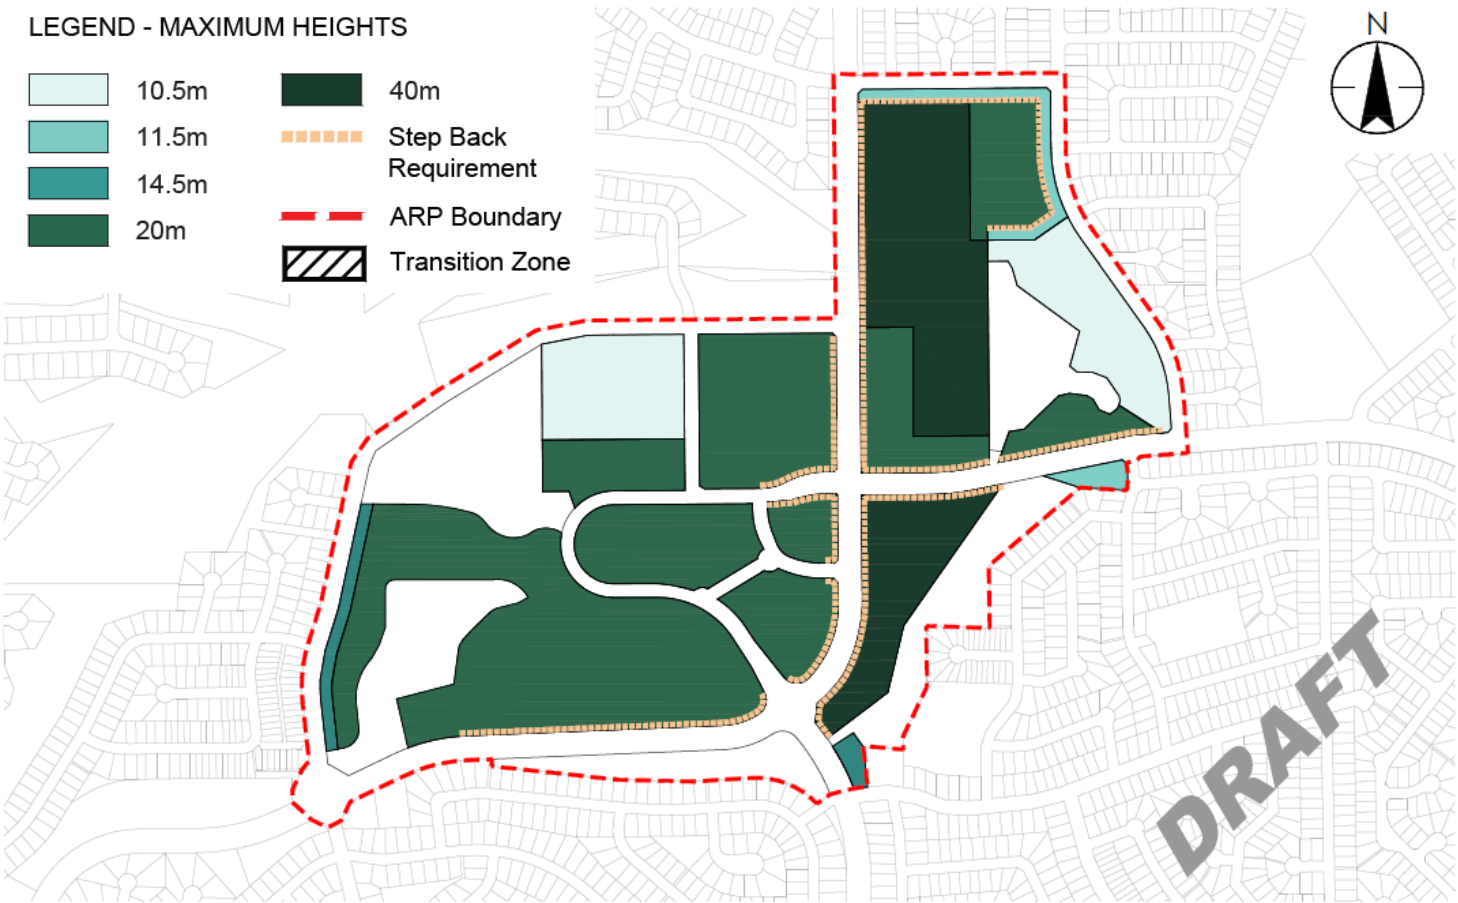 LEGEND - MAXIMUM HEIGHTS
10.5m
11.5m
14.5m
20m
40m
Step Back
Requirement
ARP Boundary
Transition Zone
N
DRAFT